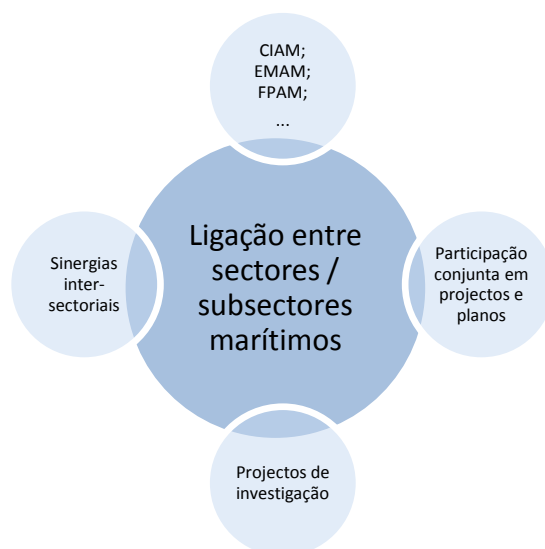 CIAM;
EMAM;
FPAM;
...
Ligação entre
sectores /
subsectores
marítimos
Sinergias
inter-
sectoriais
Participação
conjunta em
projectos e
planos
Projectos de
investigação